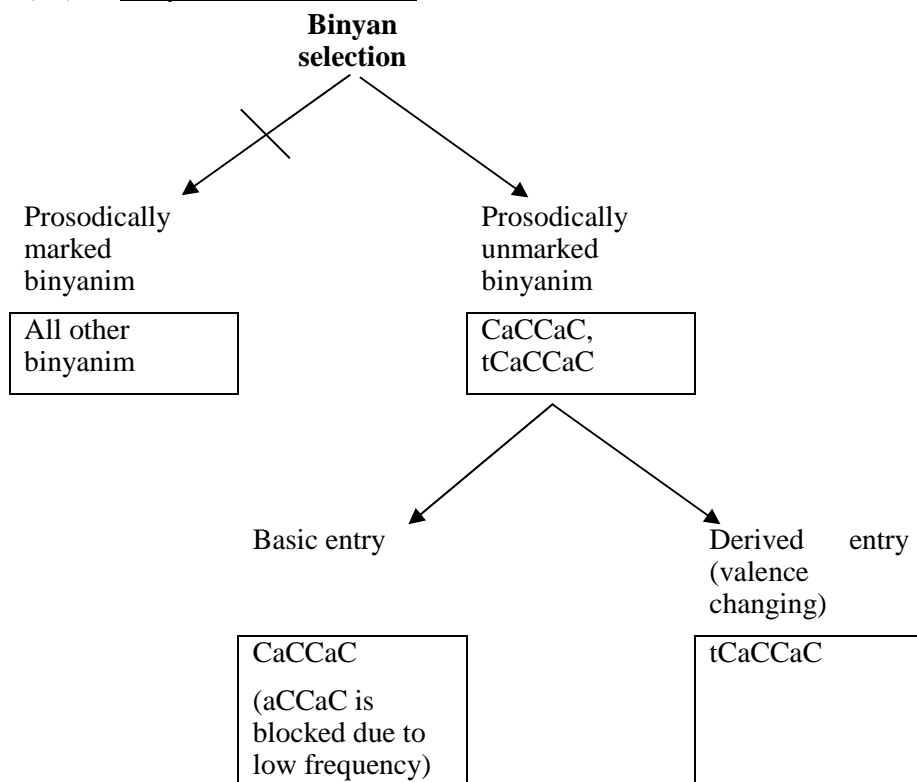 Binyan
selection
Prosodically
marked
binyanim
Prosodically
unmarked
binyanim
All other
binyanim
CaCCaC,
tCaCCaC
Basic entry
Derived entry
(valence
changing)
CaCCaC
(aCCaC is
blocked due to
low frequency)
tCaCCaC